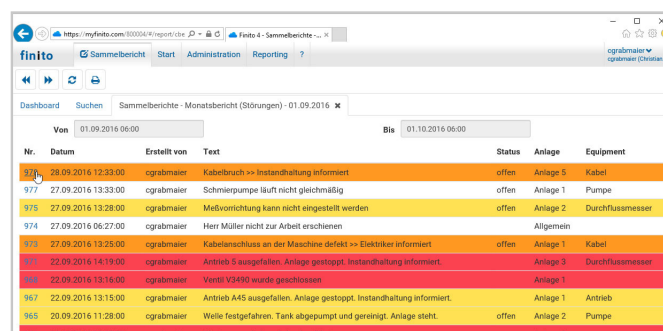 https://myfinito.com/800004/#/report/cbe
Finito 4 - Sammelberichte -...
finito Sammelbericht Start Administration Reporting ?
cgrabmaier
cgrabmaier (Christian
Dashboard Suchen Sammelberichte - Monatsbericht (Störungen) - 01.09.2016
Von 01.09.2016 06:00 Bis 01.10.2016 06:00
Nr. Datum Erstellt von Text Status Anlage Equipment
28.09.2016 12:33:00 cgrabmaier Kabelbruch >> Instandhaltung informiert offen Anlage 5 Kabel
977 27.09.2016 13:33:00 cgrabmaier Schmierpumpe läuft nicht gleichmäßig offen Anlage 1 Pumpe
975 27.09.2016 13:28:00 cgrabmaier Meßvorrichtung kann nicht eingestellt werden offen Anlage 2 Durchflussmesser
974 27.09.2016 06:27:00 cgrabmaier Herr Müller nicht zur Arbeit erschienen Allgemein
973 27.09.2016 13:25:00 cgrabmaier Kabelanschluss an der Maschine defekt >> Elektriker informiert offen Anlage 1 Kabel
22.09.2016 14:19:00 cgrabmaier Antrieb 5 ausgefallen. Anlage gestoppt. Instandhaltung informiert. Anlage 3 Durchflussmesser
22.09.2016 13:16:00 cgrabmaier Ventil V3490 wurde geschlossen Anlage 1
967 22.09.2016 13:15:00 cgrabmaier Antrieb A45 ausgefallen. Anlage gestoppt. Instandhaltung informiert. Anlage 1 Antrieb
965 20.09.2016 11:28:00 cgrabmaier Welle festgefahren. Tank abgepumpt und gereinigt. Anlage steht. offen Anlage 2 Pumpe